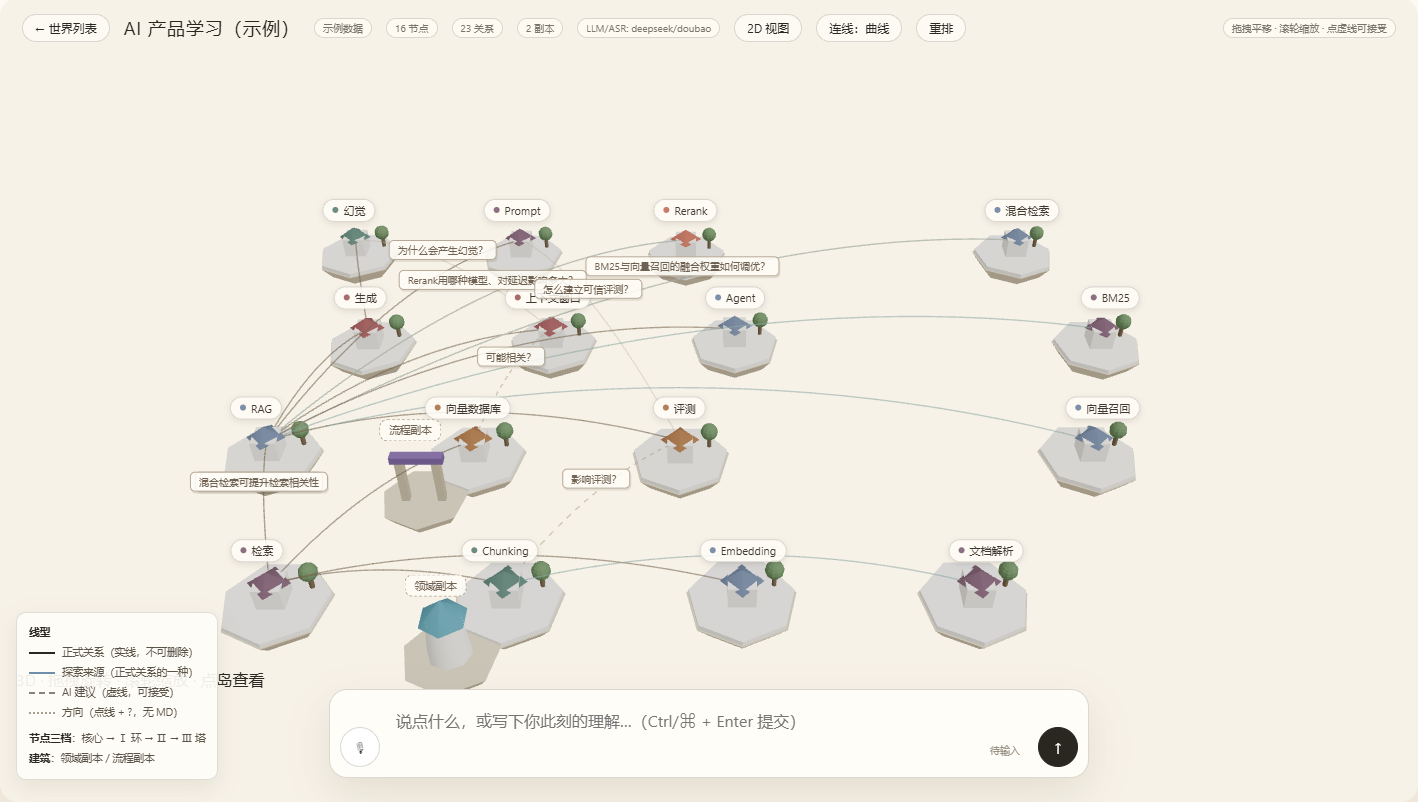 ← 世界列表
AI 产品学习（示例）
示例数据
16 节点
23 关系
2 副本
LLM/ASR: deepseek/doubao
2D 视图
连线：曲线
重排
拖拽平移 · 滚轮缩放 · 点虚线可接受
幻觉
Prompt
Rerank
混合检索
为什么会产生幻觉？
BM25与向量召回的融合权重如何调优？
Rerank用哪种模型、对延迟影响多大？
怎么建立可信评测？
生成
上下文窗口
Agent
BM25
可能相关？
RAG
向量数据库
评测
向量召回
流程副本
影响评测？
混合检索可提升检索相关性
检索
Chunking
Embedding
文档解析
领域副本
线型
正式关系（实线，不可删除）
探索来源（正式关系的一种）
AI 建议（虚线，可接受）
方向（点线 + ?，无 MD）
节点三档：核心 → Ⅰ 环 → Ⅱ → Ⅲ 塔
建筑：领域副本 / 流程副本
点岛查看
说点什么，或写下你此刻的理解…（Ctrl/⌘ + Enter 提交）
待输入
↑